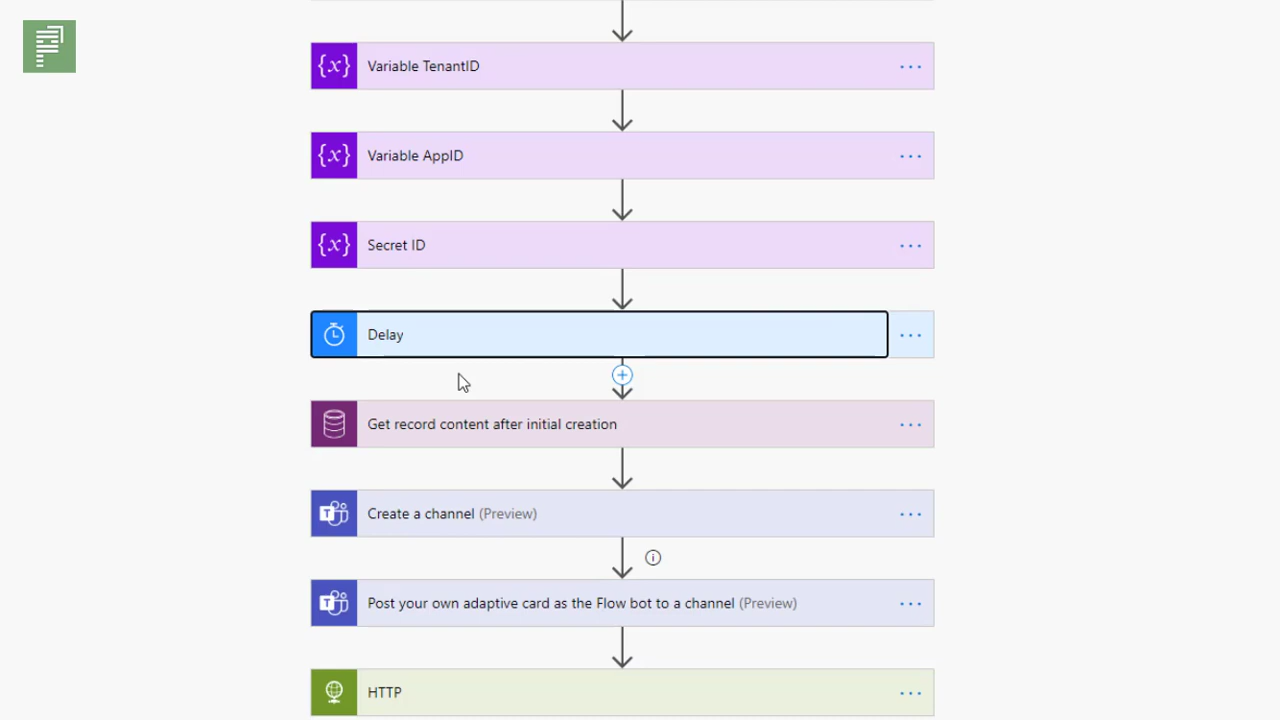 {x} Variable TenantID ...
{x} Variable AppID ...
{x} Secret ID ...
Delay ...
Get record content after initial creation ...
T Create a channel (Preview) ...
T Post your own adaptive card as the Flow bot to a channel (Preview) ...
HTTP ...